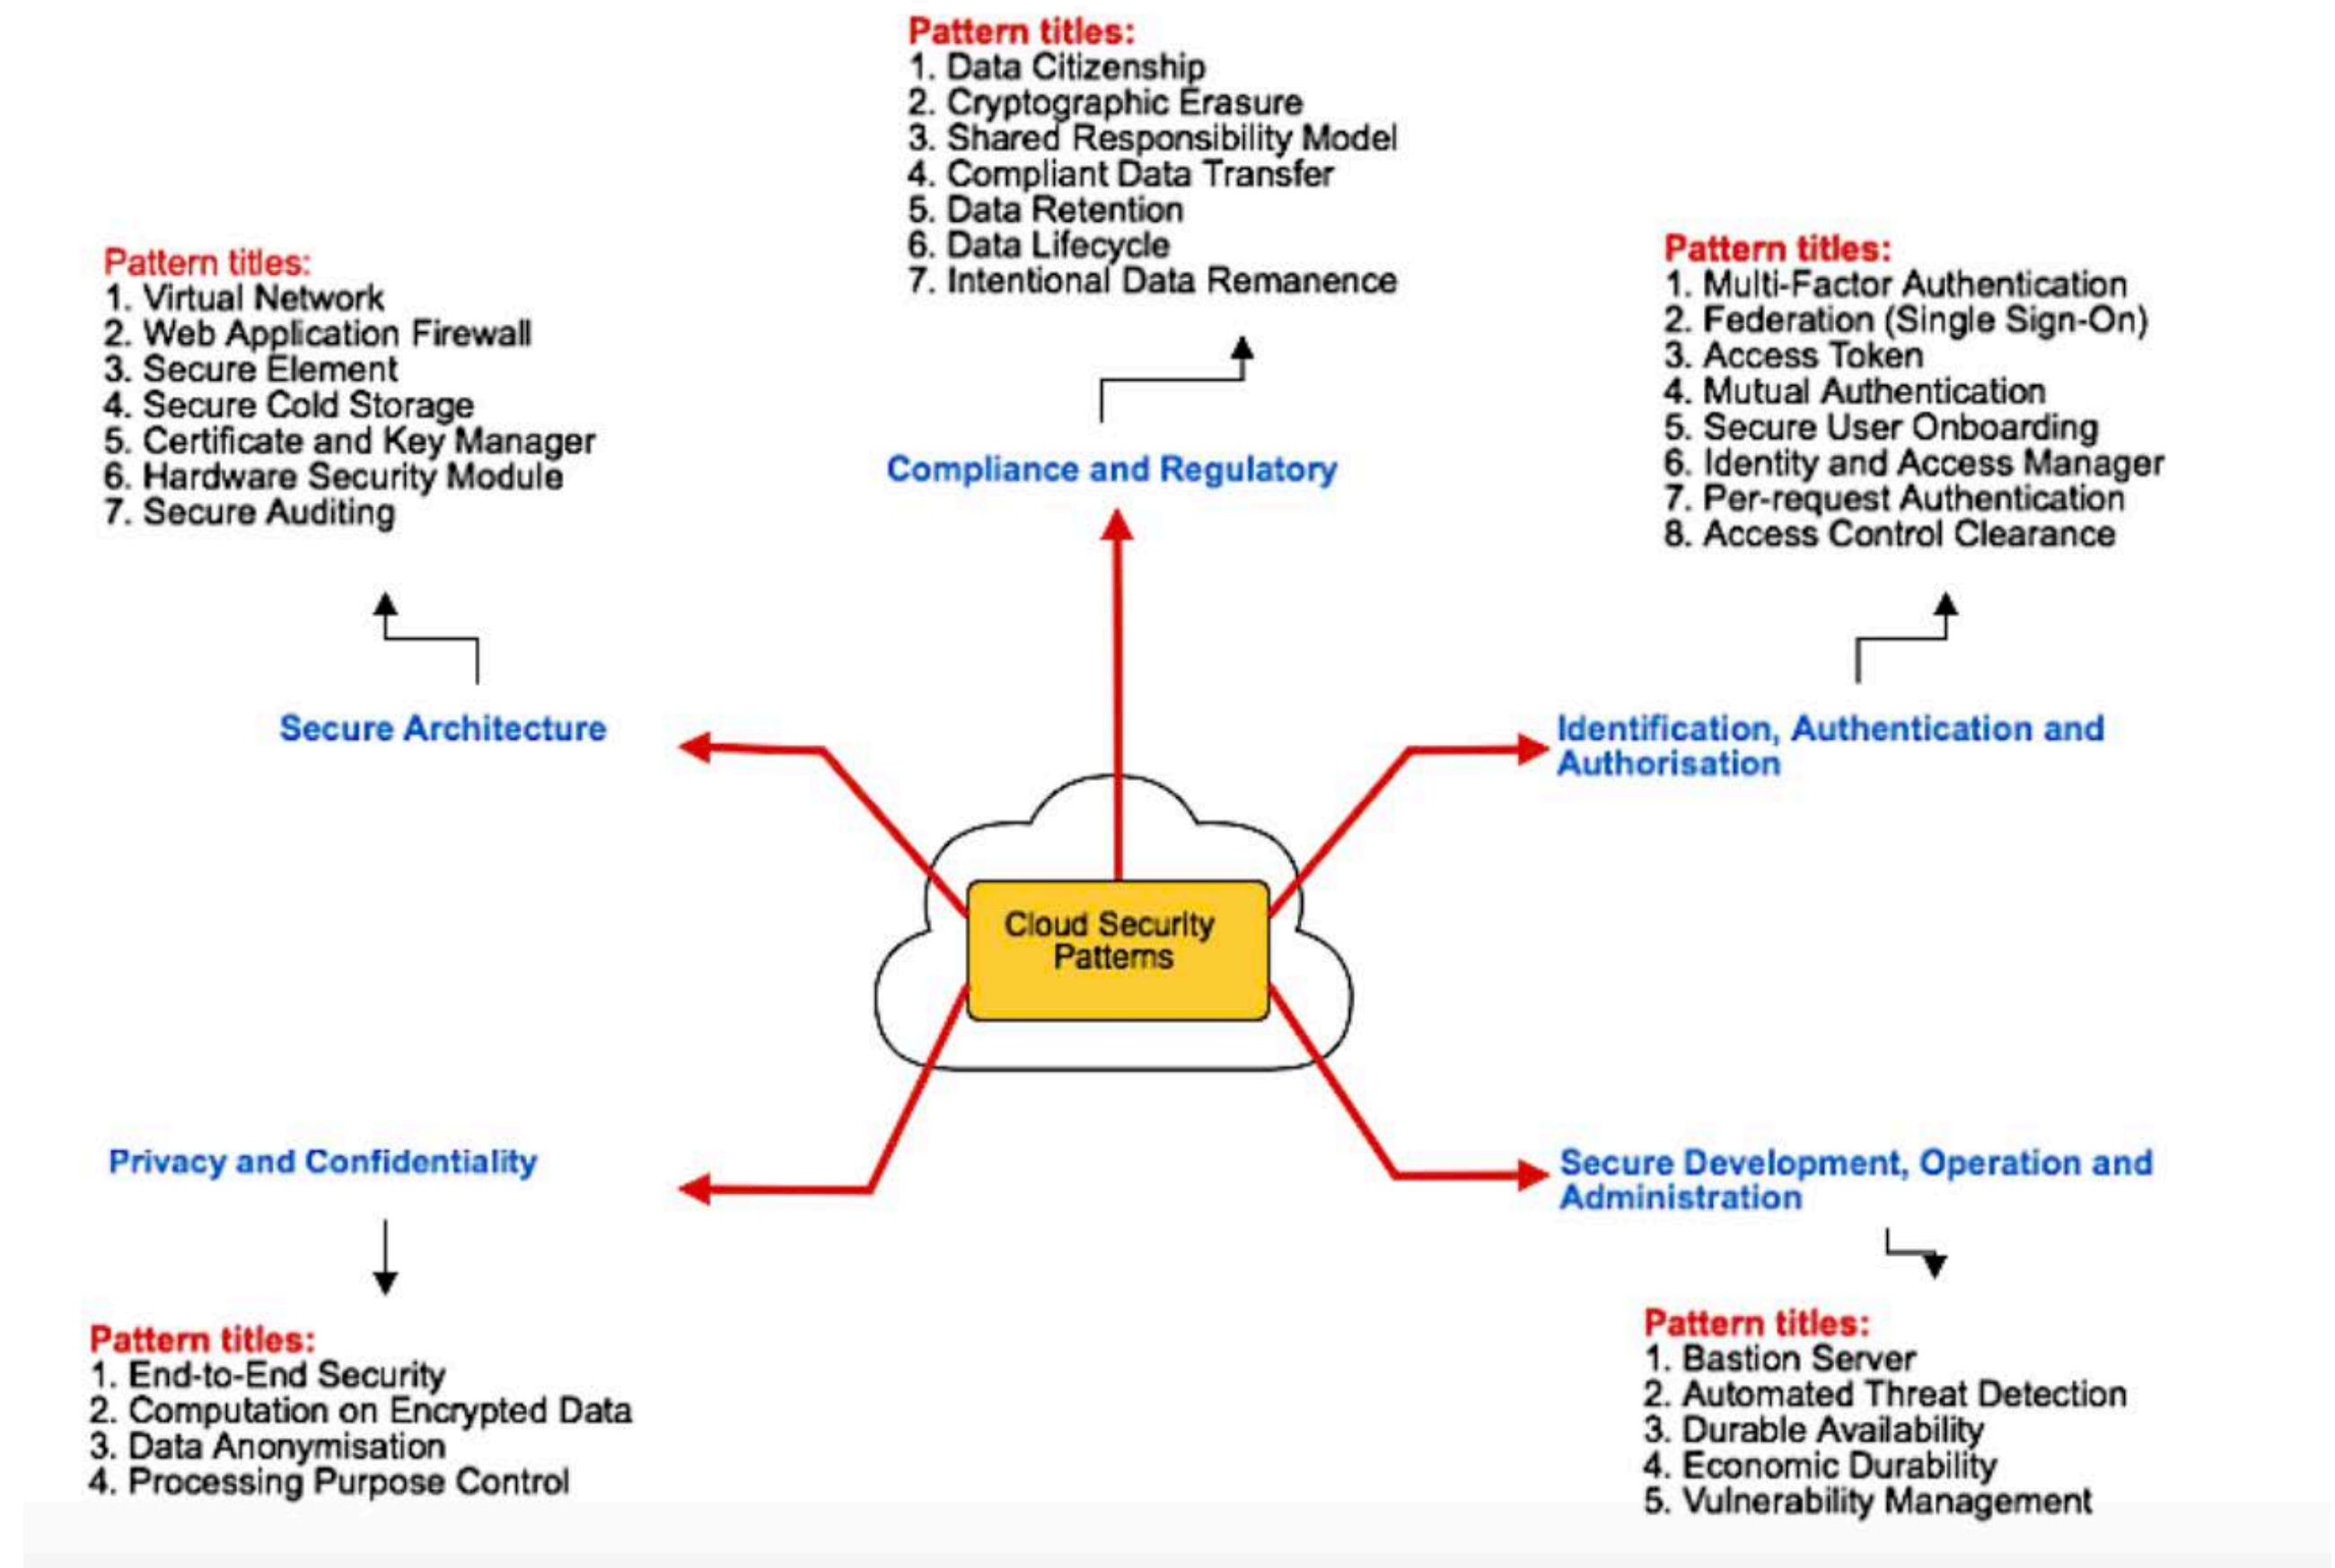 Pattern titles:
1. Data Citizenship
2. Cryptographic Erasure
3. Shared Responsibility Model
4. Compliant Data Transfer
5. Data Retention
6. Data Lifecycle
7. Intentional Data Remanence
Compliance and Regulatory
Pattern titles:
1. Virtual Network
2. Web Application Firewall
3. Secure Element
4. Secure Cold Storage
5. Certificate and Key Manager
6. Hardware Security Module
7. Secure Auditing
Secure Architecture
Pattern titles:
1. Multi-Factor Authentication
2. Federation (Single Sign-On)
3. Access Token
4. Mutual Authentication
5. Secure User Onboarding
6. Identity and Access Manager
7. Per-request Authentication
8. Access Control Clearance
Identification, Authentication and
Authorisation
Cloud Security
Patterns
Privacy and Confidentiality
Pattern titles:
1. End-to-End Security
2. Computation on Encrypted Data
3. Data Anonymisation
4. Processing Purpose Control
Secure Development, Operation and
Administration
Pattern titles:
1. Bastion Server
2. Automated Threat Detection
3. Durable Availability
4. Economic Durability
5. Vulnerability Management